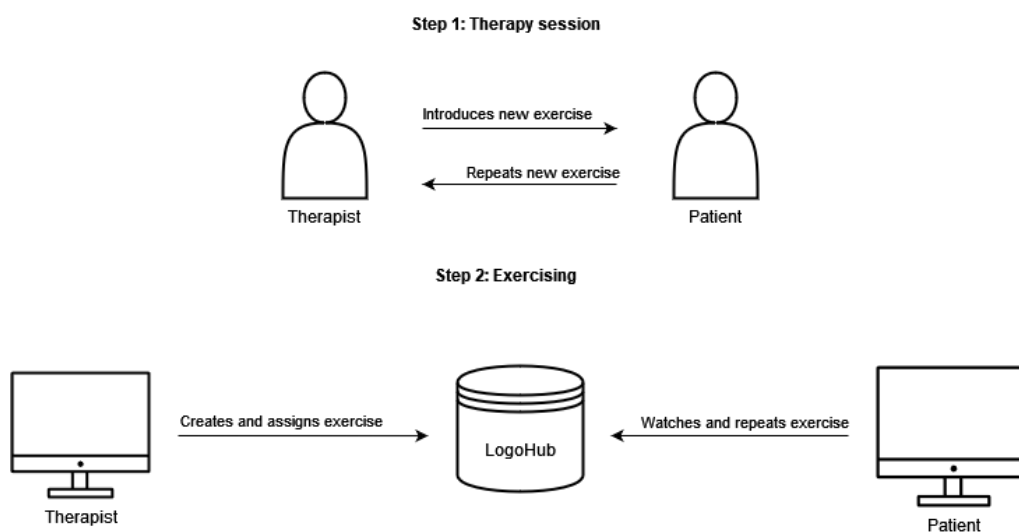 Step 1: Therapy session
Introduces new exercise
Repeats new exercise
Therapist
Patient
Step 2: Exercising
Creates and assigns exercise
LogoHub
Watches and repeats exercise
Therapist
Patient